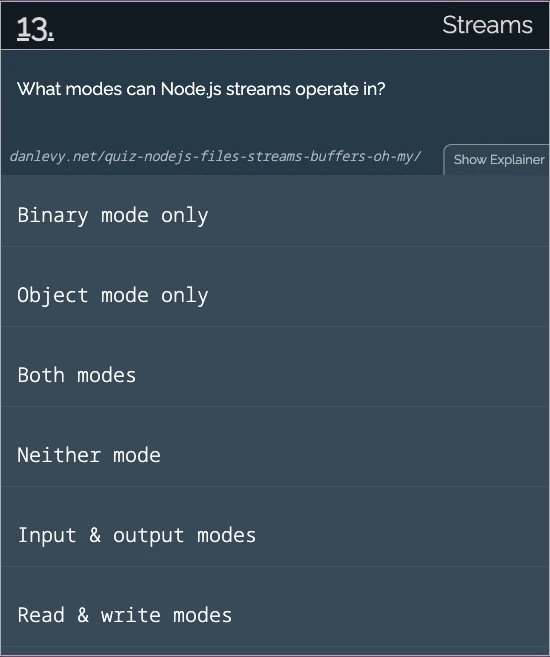 13.
Streams
What modes can Node.js streams operate in?
danlevy.net/quiz-nodejs-files-streams-buffers-oh-my/
Show Explainer
Binary mode only
Object mode only
Both modes
Neither mode
Input & output modes
Read & write modes